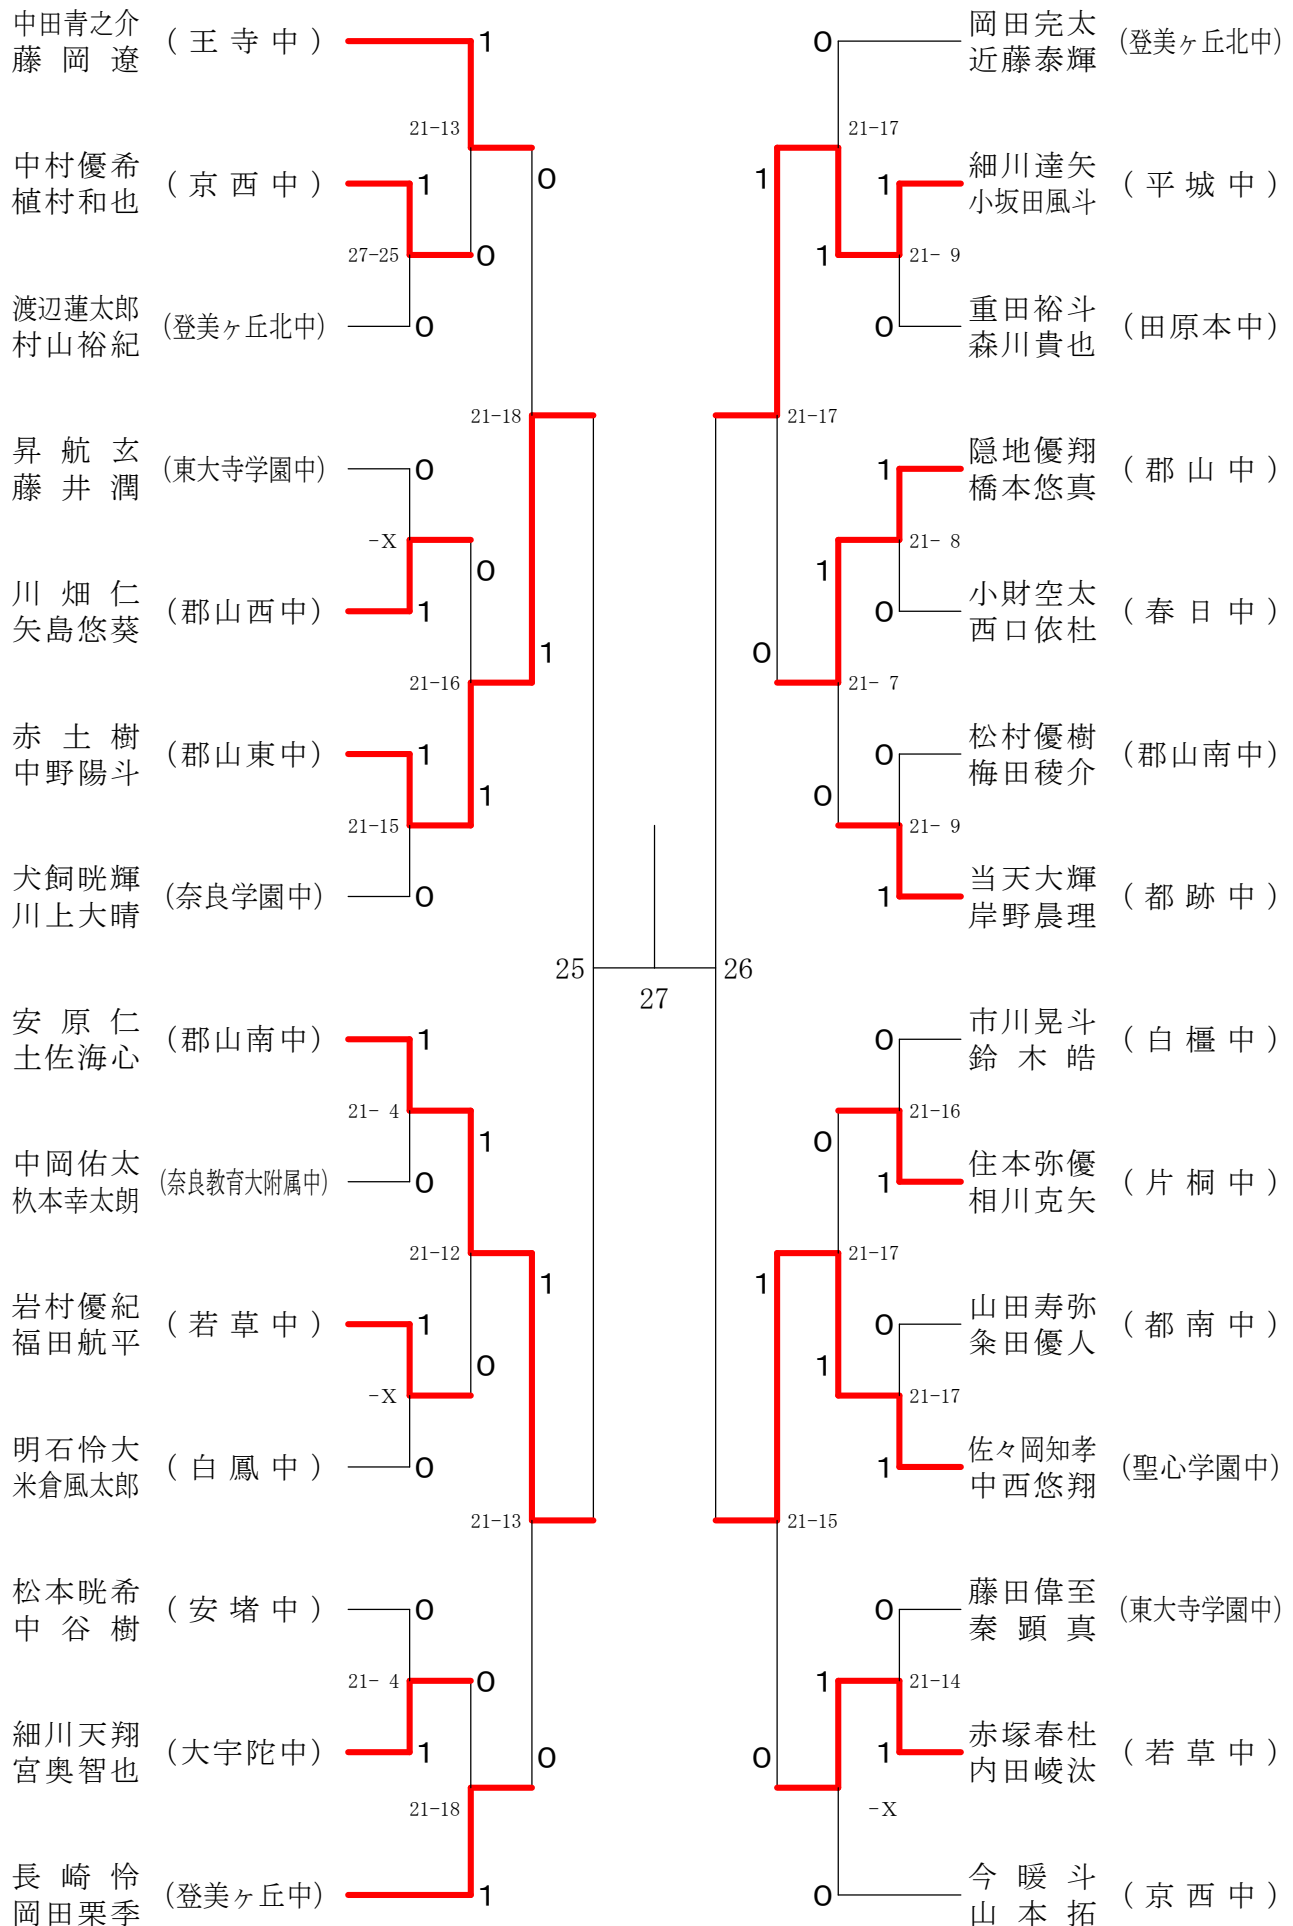 中田青之介
藤岡遼
(王寺中)
1
21-13
中村優希
植村和也
(京西中)
1
0
27-25
0
渡辺蓮太郎
村山裕紀
(登美ヶ丘北中)
0
21-18
昇航玄
藤井潤
(東大寺学園中)
0
-X
0
川畑仁
矢島悠葵
(郡山西中)
1
1
21-16
赤土樹
中野陽斗
(郡山東中)
1
1
21-15
犬飼晄輝
川上大晴
(奈良学園中)
0
25
27
26
安原仁
土佐海心
(郡山南中)
1
21- 4
1
中岡佑太
杦本幸太朗
(奈良教育大附属中)
0
21-12
1
岩村優紀
福田航平
(若草中)
1
0
-X
明石怜大
米倉風太郎
(白鳳中)
0
21-13
松本晄希
中谷樹
(安堵中)
0
21- 4
0
細川天翔
宮奥智也
(大宇陀中)
1
0
21-18
長崎怜
岡田栗季
(登美ヶ丘中)
1
0
岡田完太
近藤泰輝
(登美ヶ丘北中)
21-17
1
1
細川達矢
小坂田風斗
(平城中)
1
21- 9
0
重田裕斗
森川貴也
(田原本中)
21-17
1
隠地優翔
橋本悠真
(郡山中)
1
21- 8
0
小財空太
西口依杜
(春日中)
0
21- 7
0
松村優樹
梅田稜介
(郡山南中)
0
21- 9
1
当天大輝
岸野晨理
(都跡中)
0
市川晃斗
鈴木皓
(白橿中)
21-16
0
1
住本弥優
相川克矢
(片桐中)
21-17
1
0
山田寿弥
粂田優人
(都南中)
1
21-17
1
佐々岡知孝
中西悠翔
(聖心学園中)
21-15
0
藤田偉至
秦顕真
(東大寺学園中)
1
21-14
1
赤塚春杜
内田崚汰
(若草中)
0
-X
0
今暖斗
山本拓
(京西中)